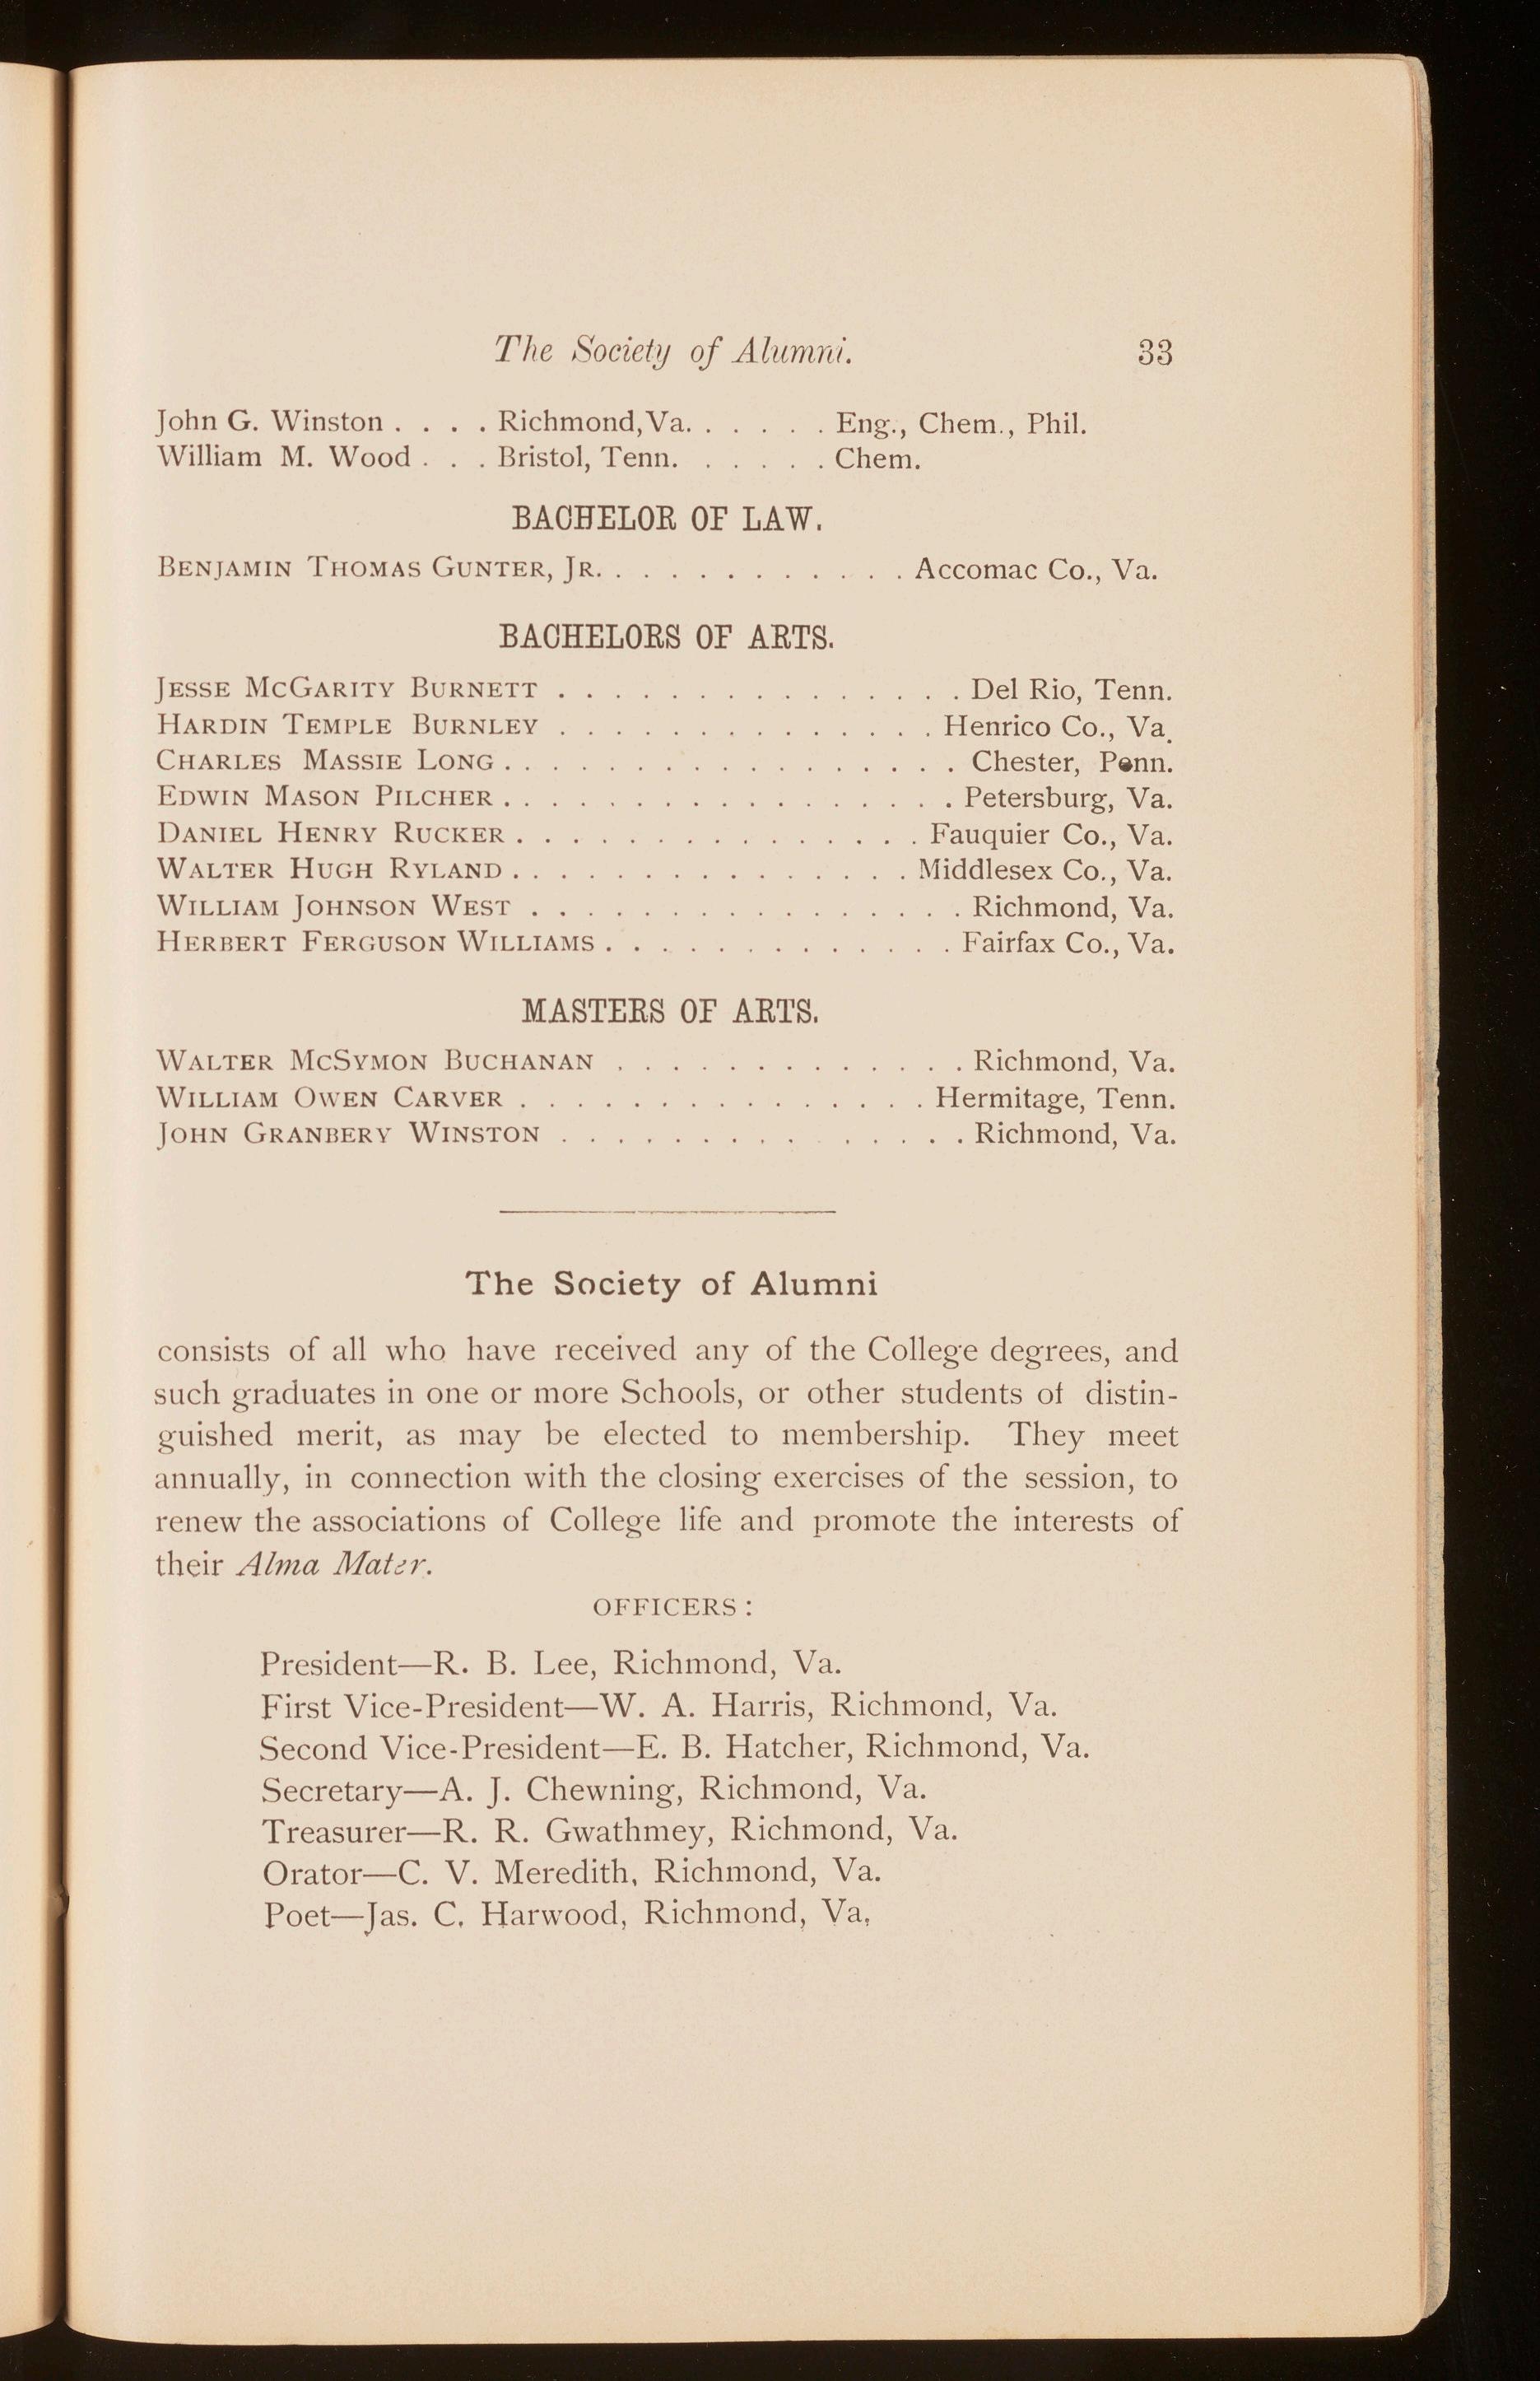 The Society of Alumni. 33
John G. Winston . . . . Richmond, Va. . . . . . Eng., Chem., Phil.
William M. Wood . . . Bristol, Tenn. . . . . . Chem.
BACHELOR OF LAW.
BENJAMIN THOMAS GUNTER, JR. . . . . . . . . . . . Accomac Co., Va.
BACHELORS OF ARTS.
JESSE MCGARITY BURNETT . . . . . . . . . . . . . . . Del Rio, Tenn.
HARDIN TEMPLE BURNLEY . . . . . . . . . . . . . . Henrico Co., Va.
CHARLES MASSIE LONG . . . . . . . . . . . . . . . . . Chester, Penn.
EDWIN MASON PILCHER . . . . . . . . . . . . . . . . . Petersburg, Va.
DANIEL HENRY RUCKER . . . . . . . . . . . . . . . Fauquier Co., Va.
WALTER HUGH RYLAND . . . . . . . . . . . . . . . Middlesex Co., Va.
WILLIAM JOHNSON WEST . . . . . . . . . . . . . . . . Richmond, Va.
HERBERT FERGUSON WILLIAMS . . . . . . . . . . . . . Fairfax Co., Va.
MASTERS OF ARTS.
WALTER MCSYMON BUCHANAN . . . . . . . . . . . . . Richmond, Va.
WILLIAM OWEN CARVER . . . . . . . . . . . . . . . Hermitage, Tenn.
JOHN GRANBERY WINSTON . . . . . . . . . . . . . . . Richmond, Va.
The Society of Alumni
consists of all who have received any of the College degrees, and
such graduates in one or more Schools, or other students of distin-
guished merit, as may be elected to membership. They meet
annually, in connection with the closing exercises of the session, to
renew the associations of College life and promote the interests of
their Alma Mater.
OFFICERS:
President—R. B. Lee, Richmond, Va.
First Vice-President—W. A. Harris, Richmond, Va.
Second Vice-President—E. B. Hatcher, Richmond, Va.
Secretary—A. J. Chewning, Richmond, Va.
Treasurer—R. R. Gwathmey, Richmond, Va.
Orator—C. V. Meredith, Richmond, Va.
Poet—Jas. C. Harwood, Richmond, Va.